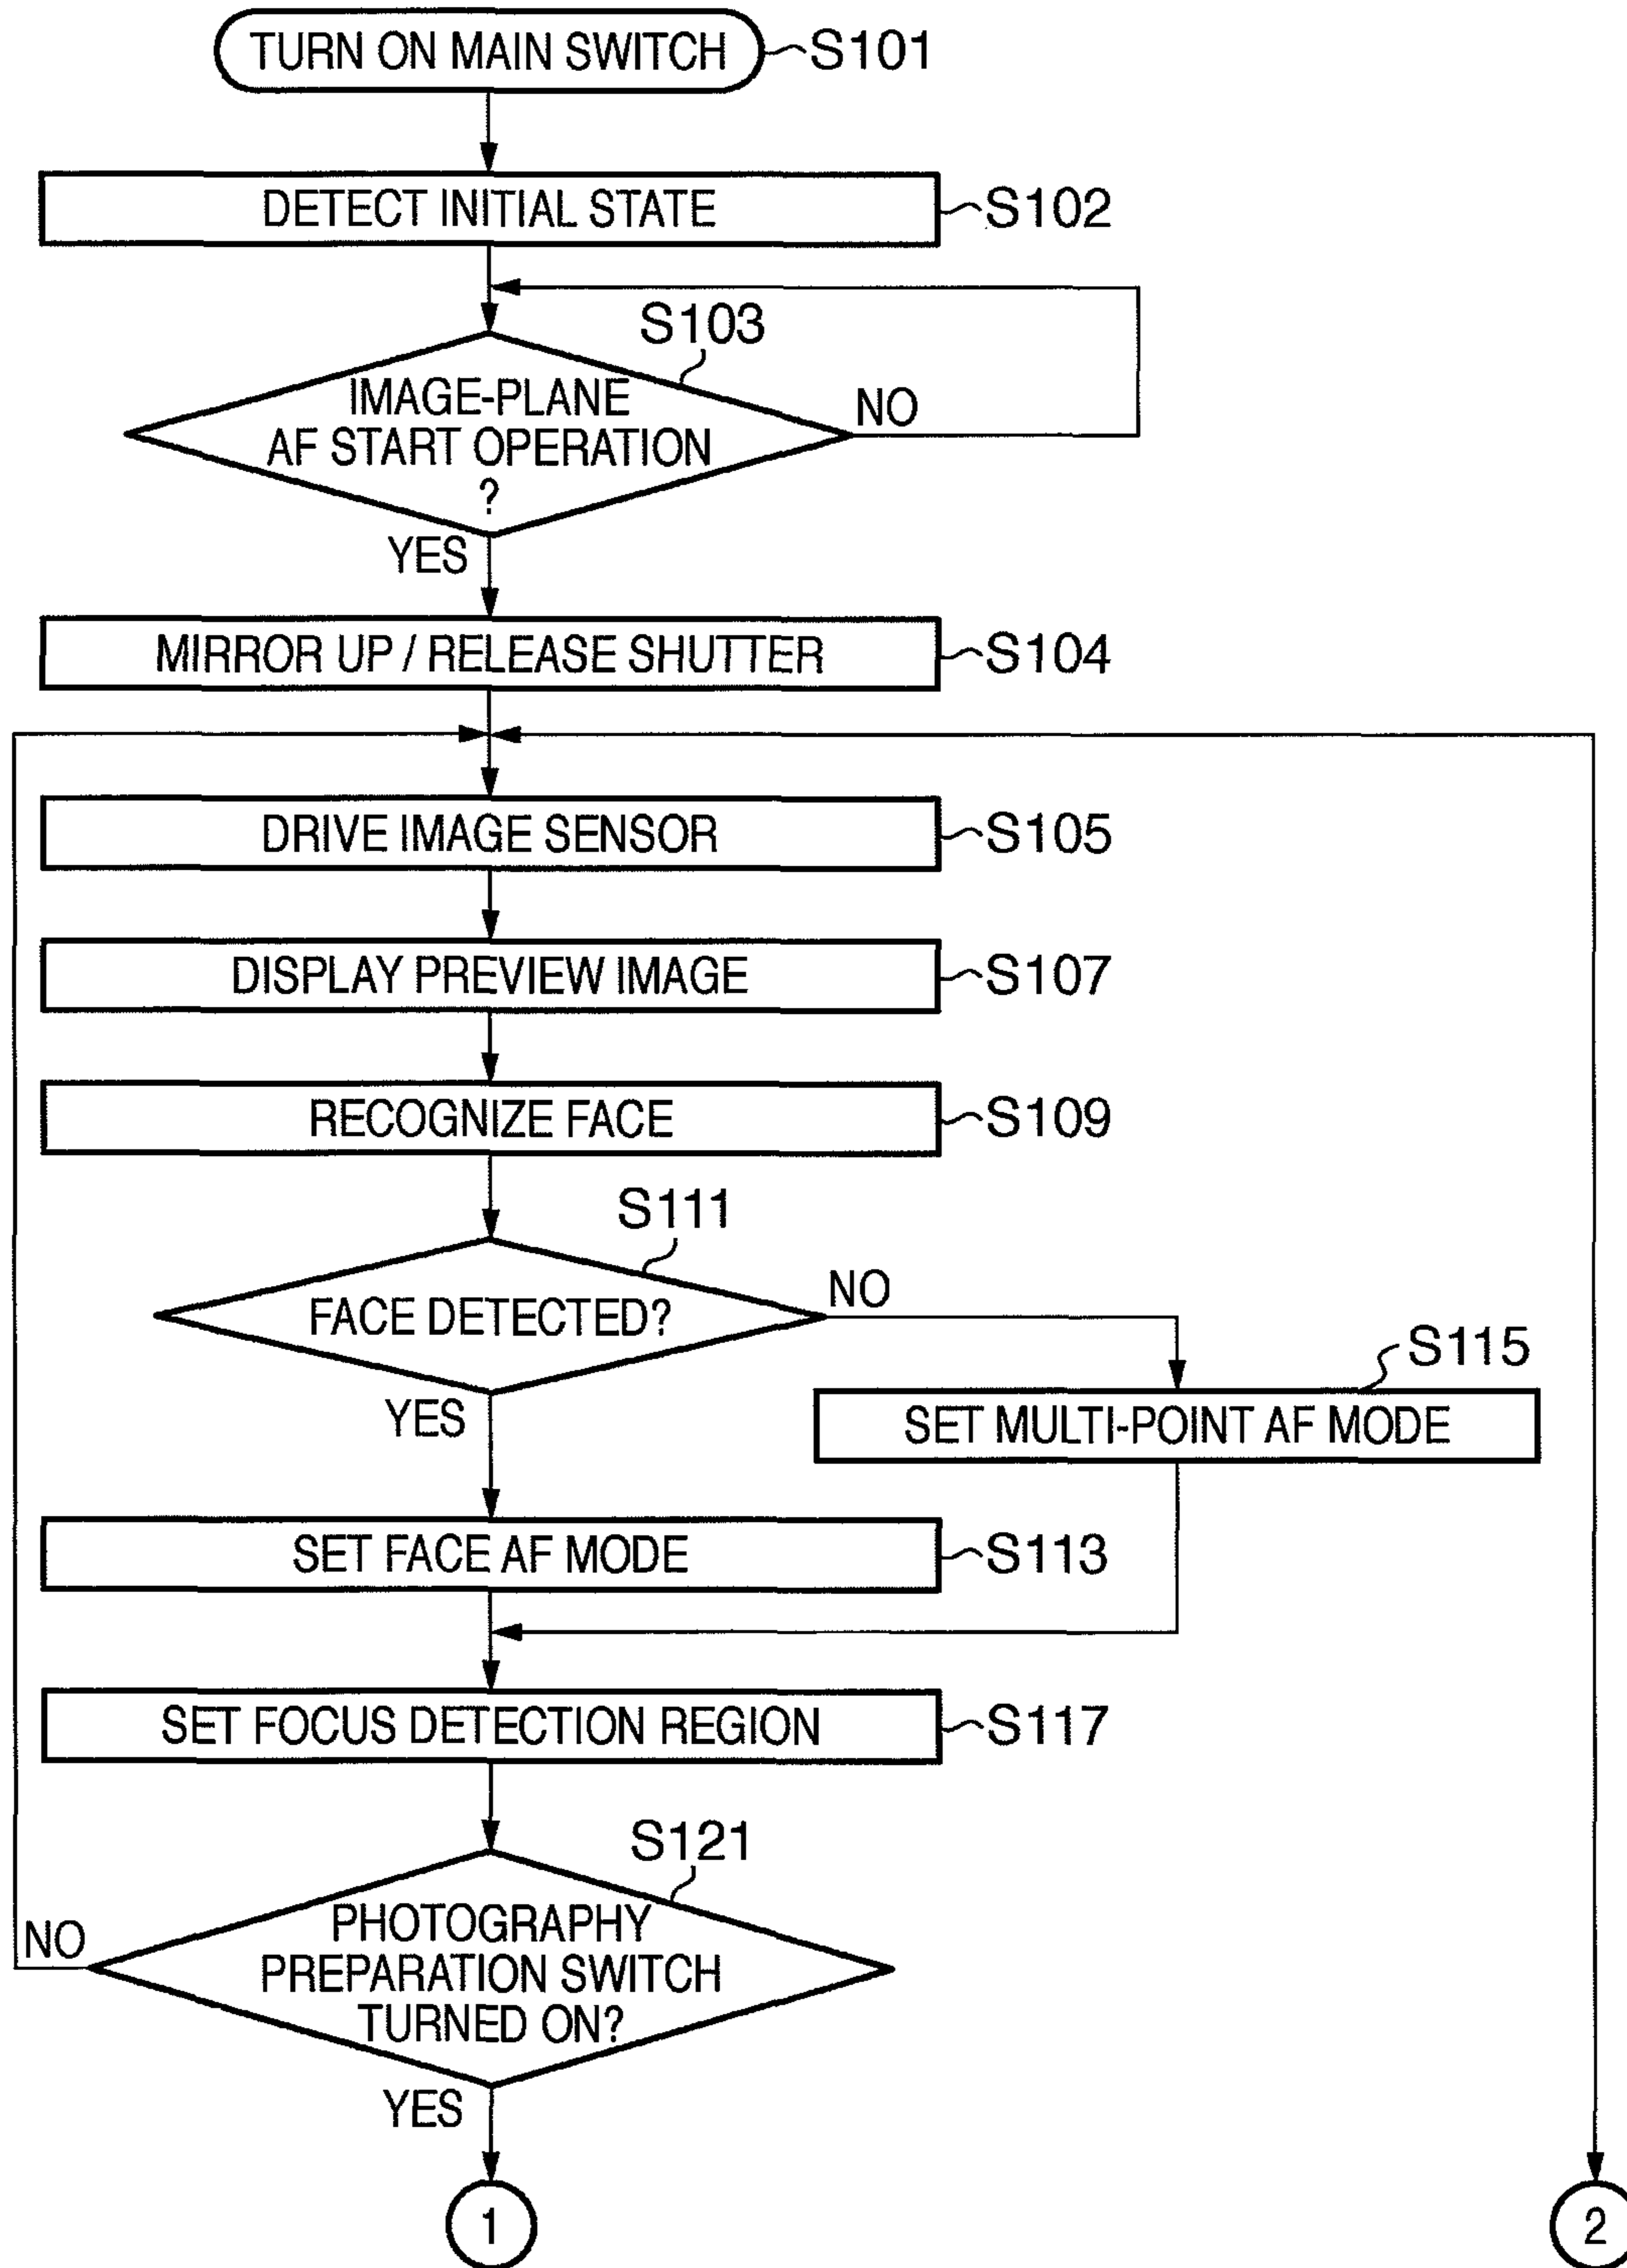 TURN ON MAIN SWITCH S101
DETECT INITIAL STATE S102
S103
IMAGE-PLANE
AF START OPERATION
?
NO
YES
MIRROR UP / RELEASE SHUTTER S104
DRIVE IMAGE SENSOR S105
DISPLAY PREVIEW IMAGE S107
RECOGNIZE FACE S109
S111
FACE DETECTED?
NO
YES
S115
SET MULTI-POINT AF MODE
SET FACE AF MODE S113
SET FOCUS DETECTION REGION S117
S121
PHOTOGRAPHY
PREPARATION SWITCH
TURNED ON?
NO
YES
1
2